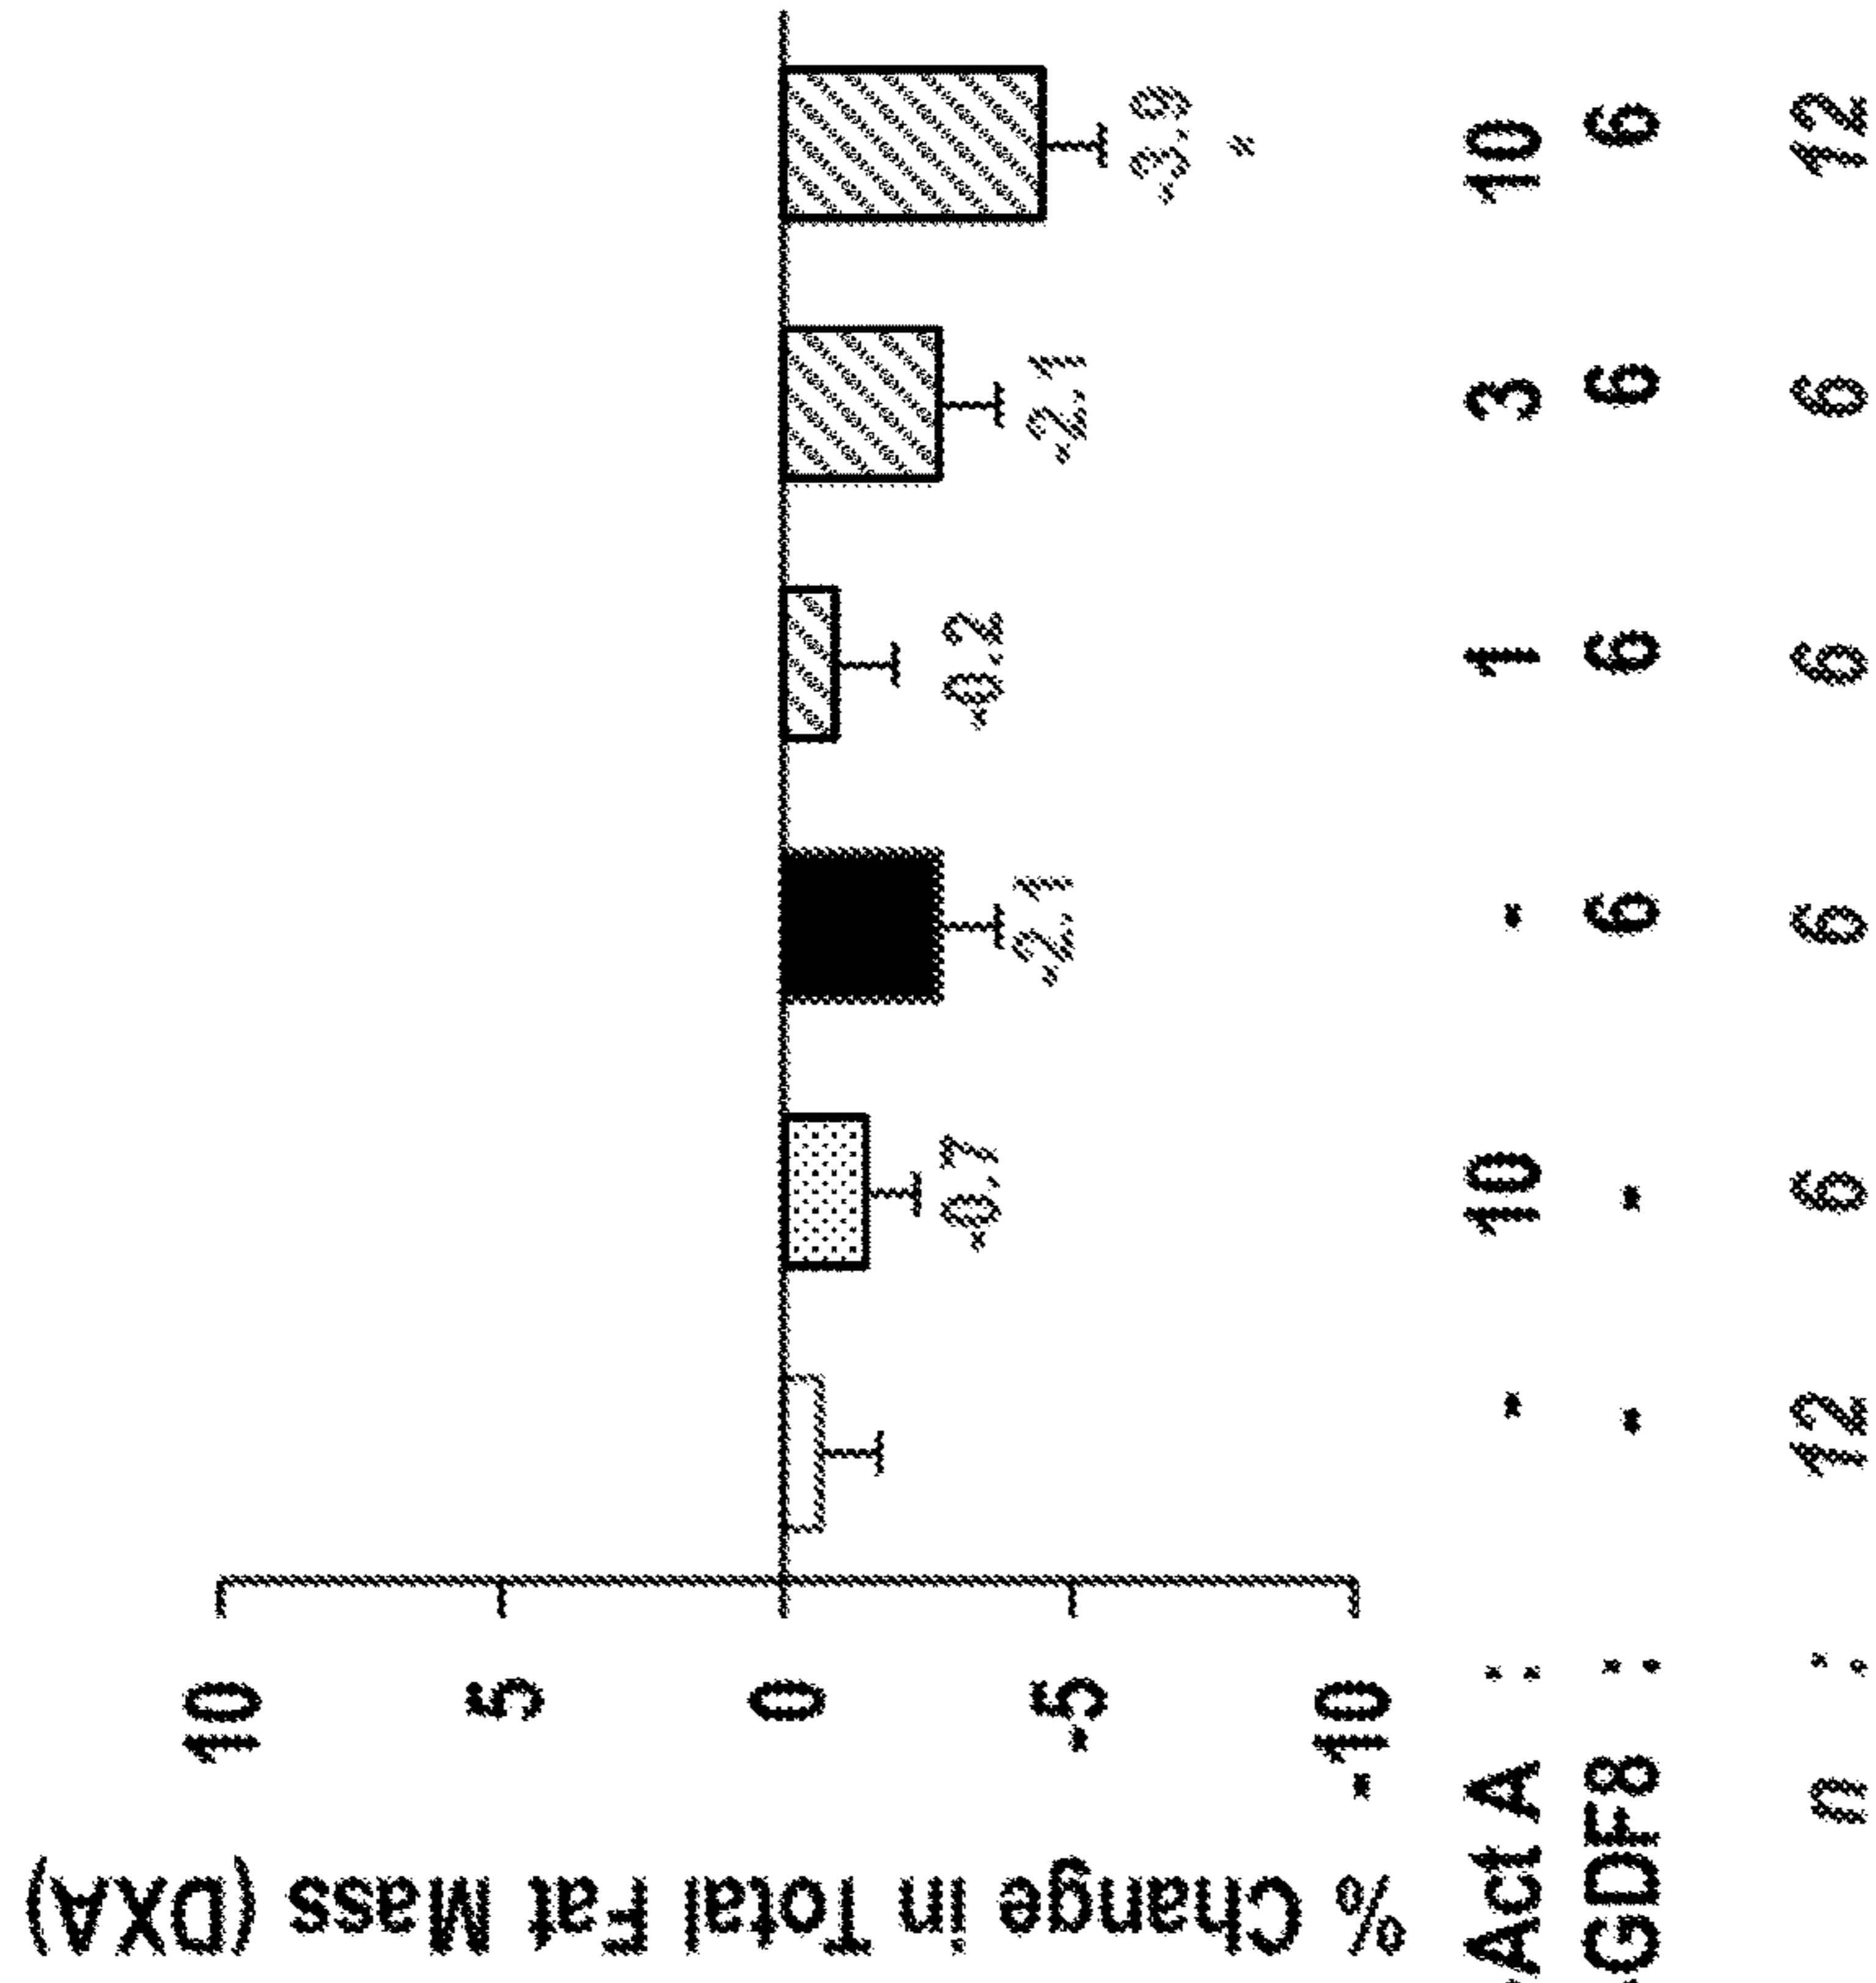 % Change in Total Fat Mass (DXA)
10
5
0
-5
-10
-0.7
-2.1
-0.2
-2.1
-3.9
*
Act A : - 10 - 1 3 10
GDF8 : - - 6 6 6 6
n : 12 6 6 6 6 12